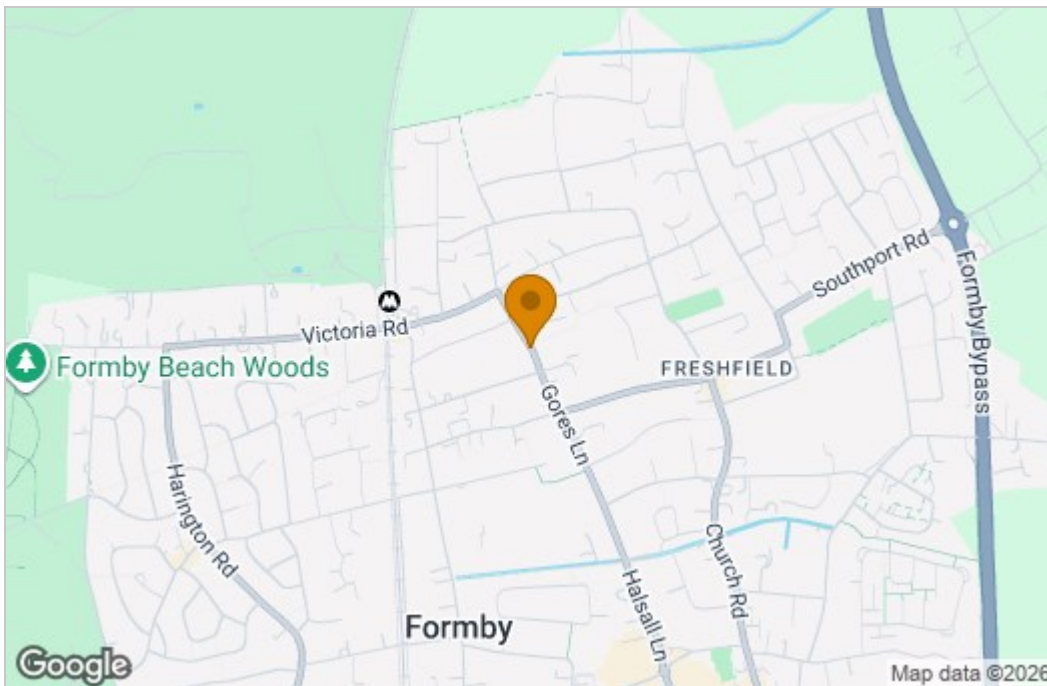 Southport Rd
Formby Bypass
Victoria Rd
Formby Beach Woods
FRESHFIELD
Gores Ln
Harington Rd
Church Rd
Halsall Ln
Formby
Google
Map data ©2026